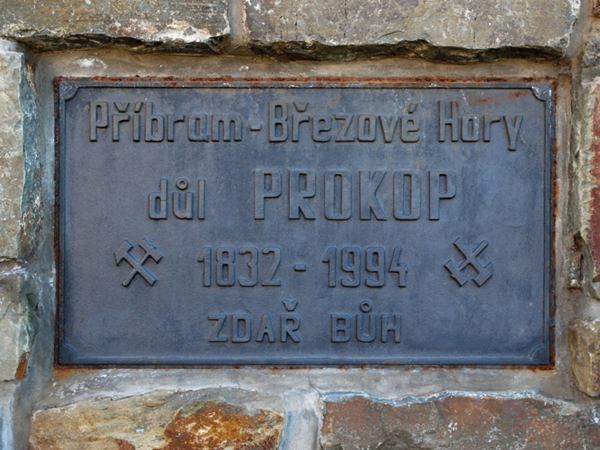 Příbram - Březové Hory
důl PROKOP
1832 - 1994
ZDAŘ BŮH